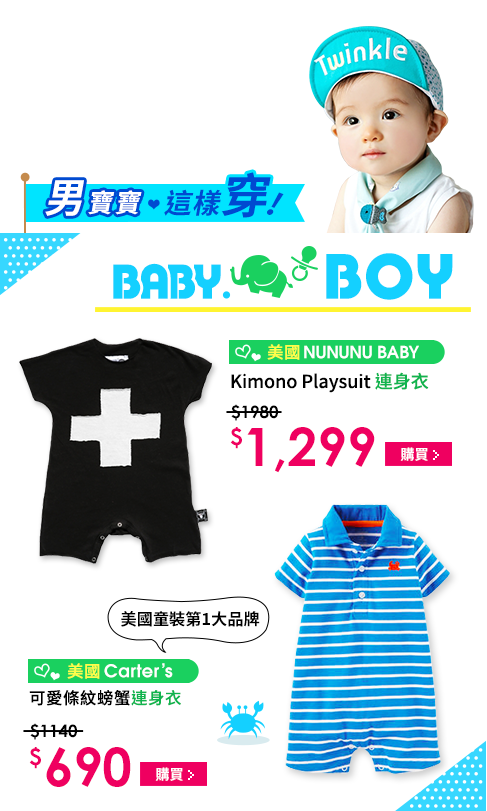 Twinkle
男寶寶♥這樣穿!
BABY. BOY
美國 NUNUNU BABY
Kimono Playsuit 連身衣
$1980
$1,299 購買
美國童裝第1大品牌
美國 Carter's
可愛條紋螃蟹連身衣
$1140
$690 購買